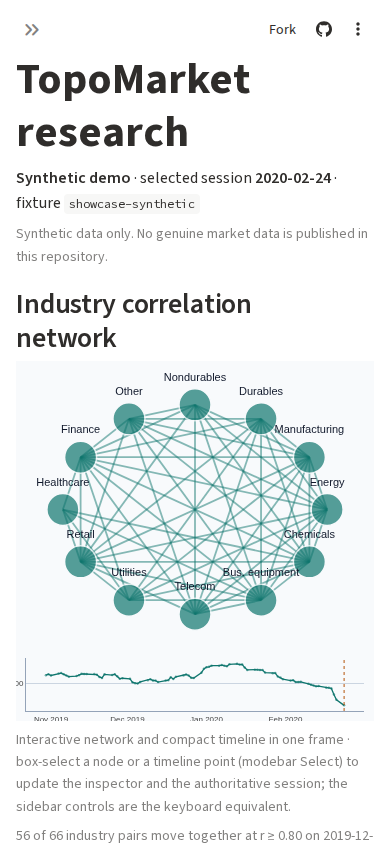 Fork
TopoMarket
research
Synthetic demo · selected session 2020-02-24 ·
fixture showcase-synthetic
Synthetic data only. No genuine market data is published in
this repository.
Industry correlation
network
Nondurables
Other
Durables
Finance
Manufacturing
Healthcare
Energy
Retail
Chemicals
Utilities
Bus. equipment
Telecom
Nov 2019
Dec 2019
Jan 2020
Feb 2020
Interactive network and compact timeline in one frame ·
box-select a node or a timeline point (modebar Select) to
update the inspector and the authoritative session; the
sidebar controls are the keyboard equivalent.
56 of 66 industry pairs move together at r ≥ 0.80 on 2019-12-